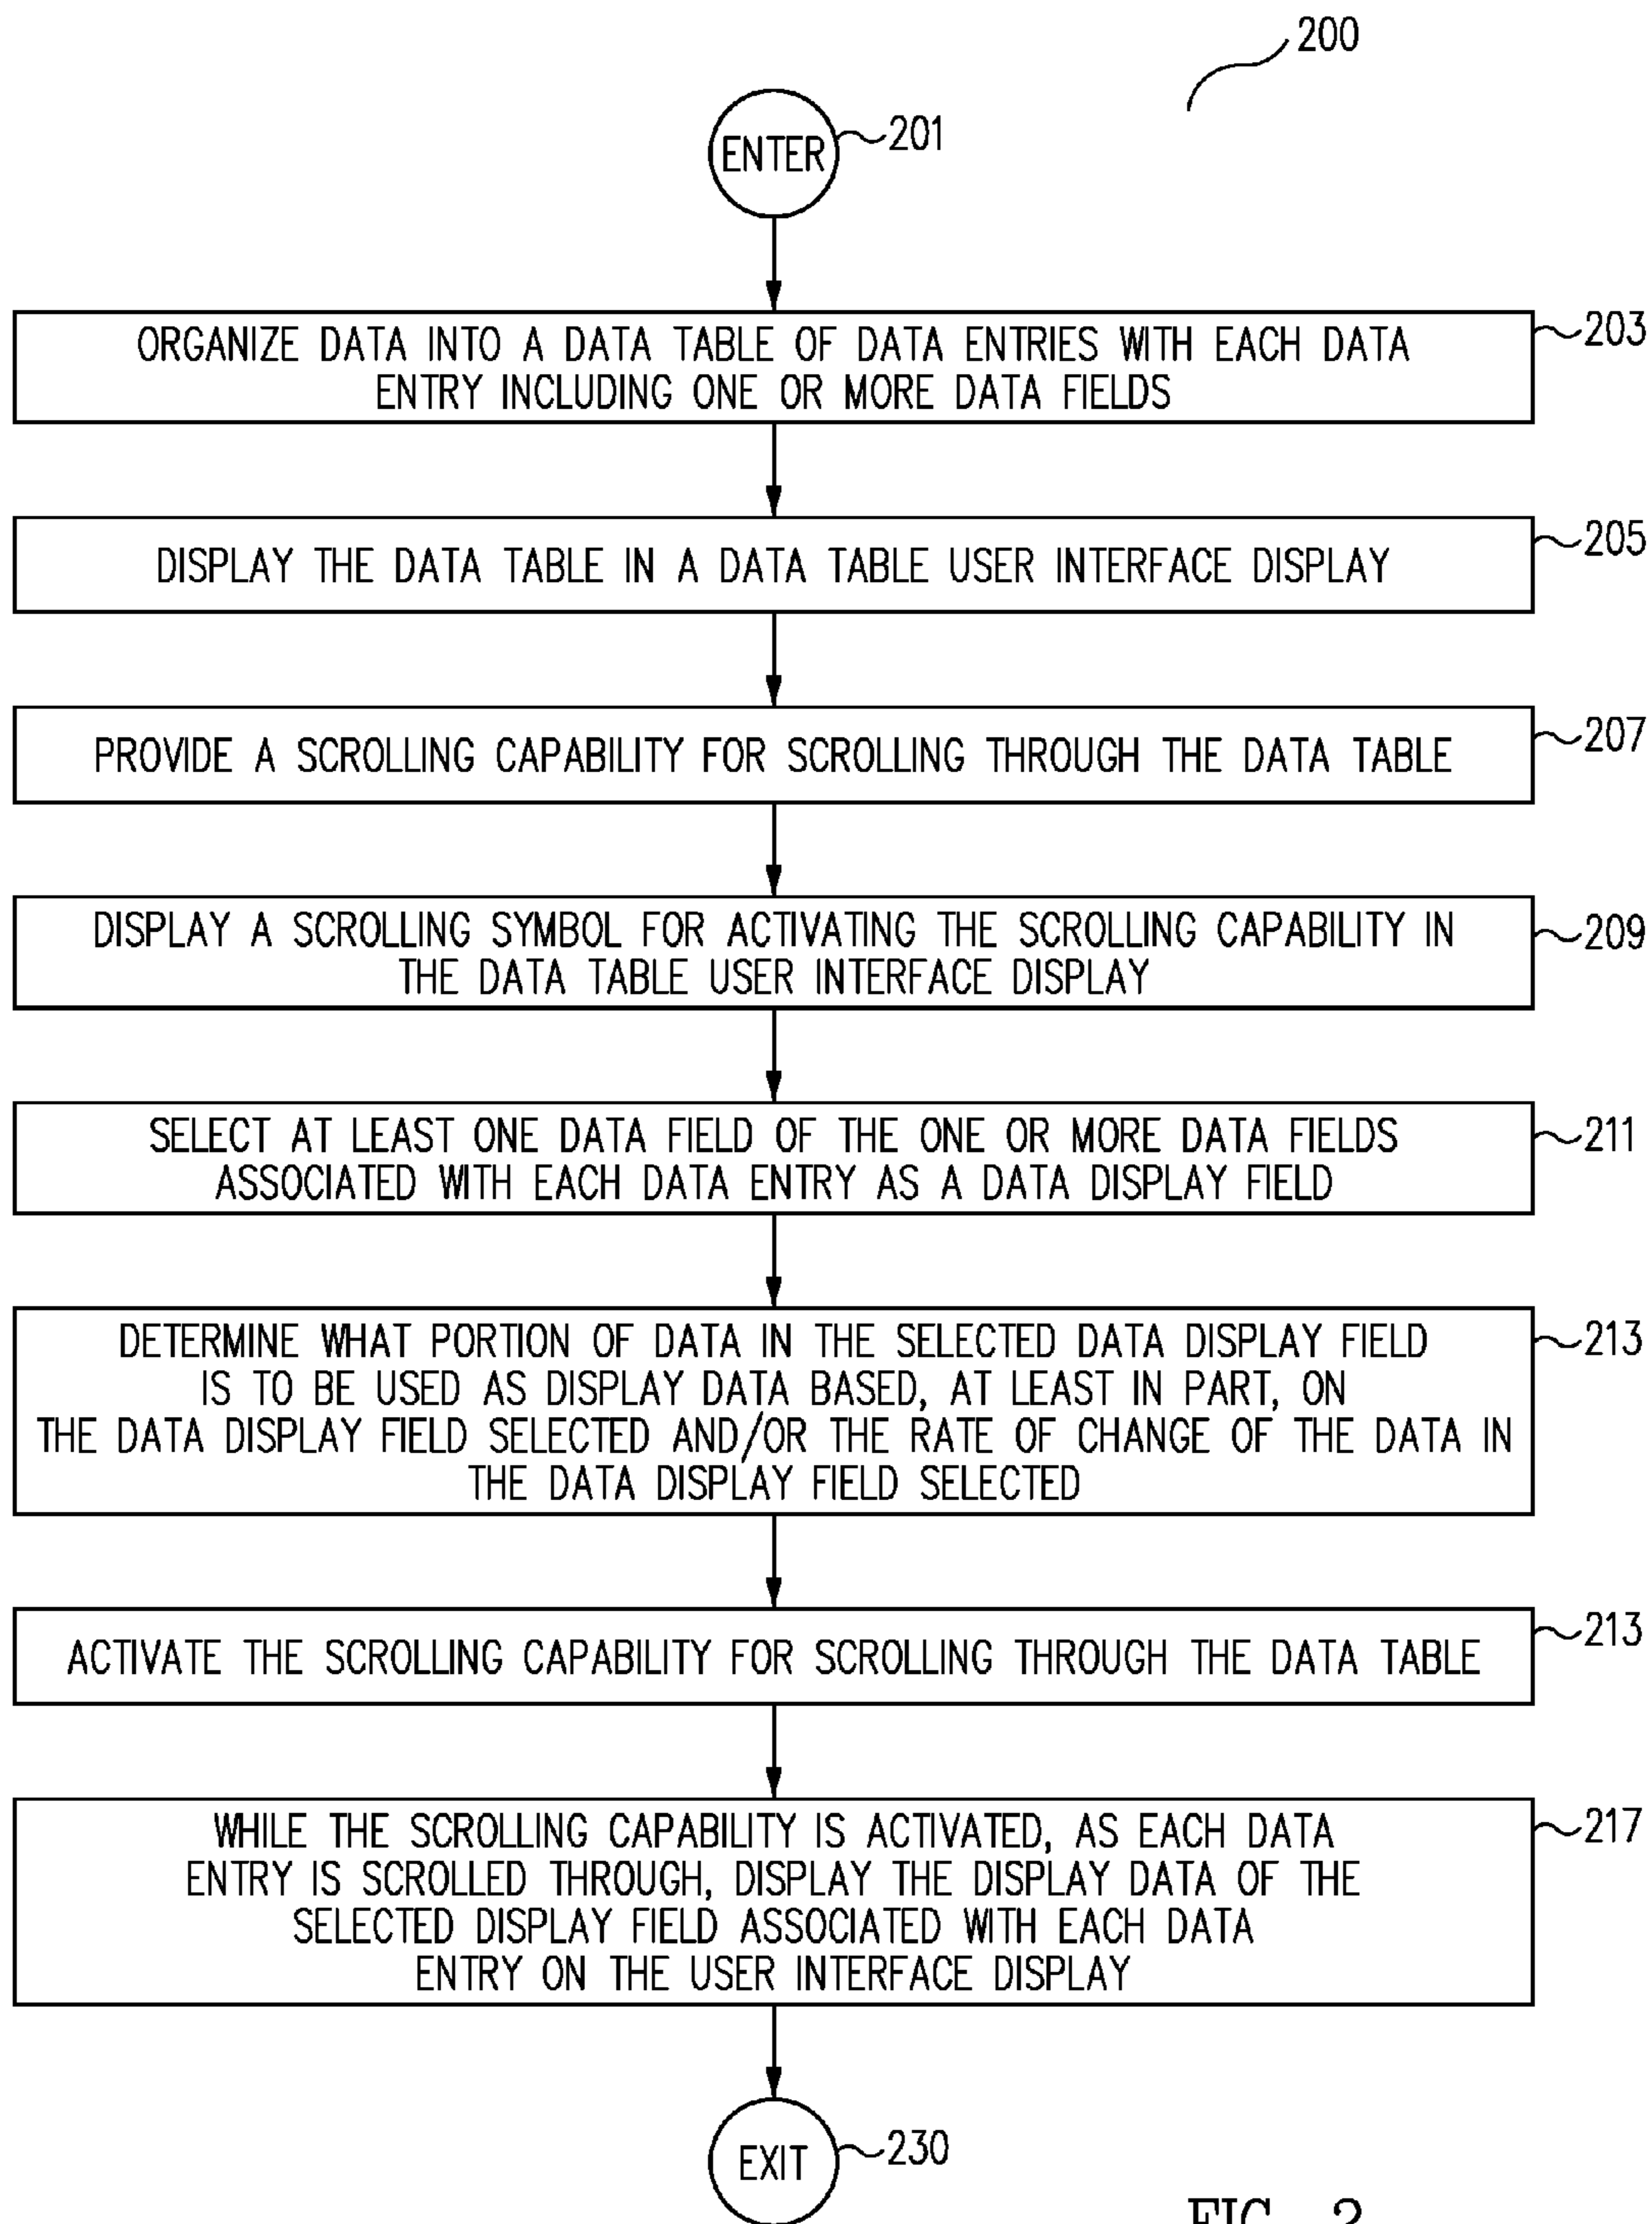 200
ENTER 201
ORGANIZE DATA INTO A DATA TABLE OF DATA ENTRIES WITH EACH DATA
ENTRY INCLUDING ONE OR MORE DATA FIELDS
203
DISPLAY THE DATA TABLE IN A DATA TABLE USER INTERFACE DISPLAY
205
PROVIDE A SCROLLING CAPABILITY FOR SCROLLING THROUGH THE DATA TABLE
207
DISPLAY A SCROLLING SYMBOL FOR ACTIVATING THE SCROLLING CAPABILITY IN
THE DATA TABLE USER INTERFACE DISPLAY
209
SELECT AT LEAST ONE DATA FIELD OF THE ONE OR MORE DATA FIELDS
ASSOCIATED WITH EACH DATA ENTRY AS A DATA DISPLAY FIELD
211
DETERMINE WHAT PORTION OF DATA IN THE SELECTED DATA DISPLAY FIELD
IS TO BE USED AS DISPLAY DATA BASED, AT LEAST IN PART, ON
THE DATA DISPLAY FIELD SELECTED AND/OR THE RATE OF CHANGE OF THE DATA IN
THE DATA DISPLAY FIELD SELECTED
213
ACTIVATE THE SCROLLING CAPABILITY FOR SCROLLING THROUGH THE DATA TABLE
213
WHILE THE SCROLLING CAPABILITY IS ACTIVATED, AS EACH DATA
ENTRY IS SCROLLED THROUGH, DISPLAY THE DISPLAY DATA OF THE
SELECTED DISPLAY FIELD ASSOCIATED WITH EACH DATA
ENTRY ON THE USER INTERFACE DISPLAY
217
EXIT 230
FIG. 2